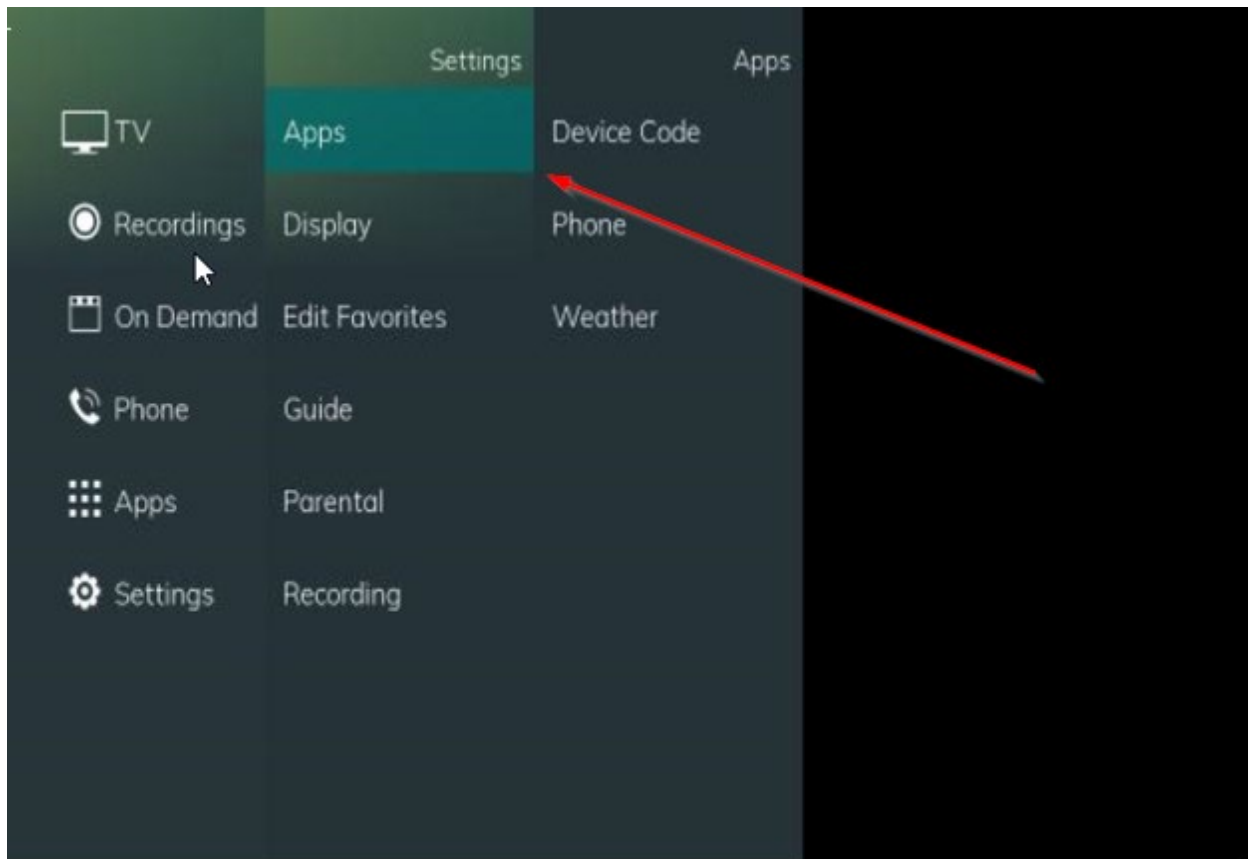 Settings
Apps
TV
Apps
Device Code
Recordings
Display
Phone
On Demand
Edit Favorites
Weather
Phone
Guide
Apps
Parental
Settings
Recording